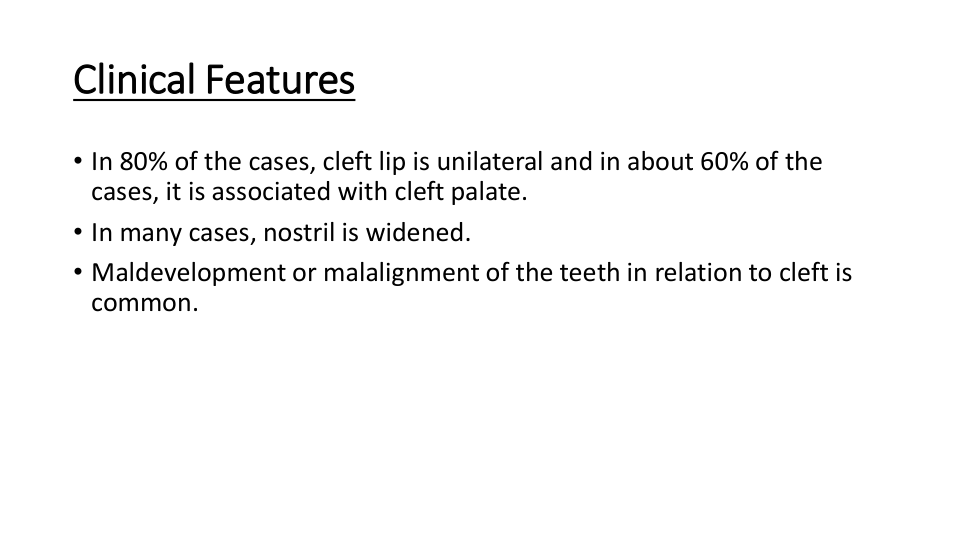 Clinical Features
• In 80% of the cases, cleft lip is unilateral and in about 60% of the
cases, it is associated with cleft palate.
• In many cases, nostril is widened.
• Maldevelopment or malalignment of the teeth in relation to cleft is
common.